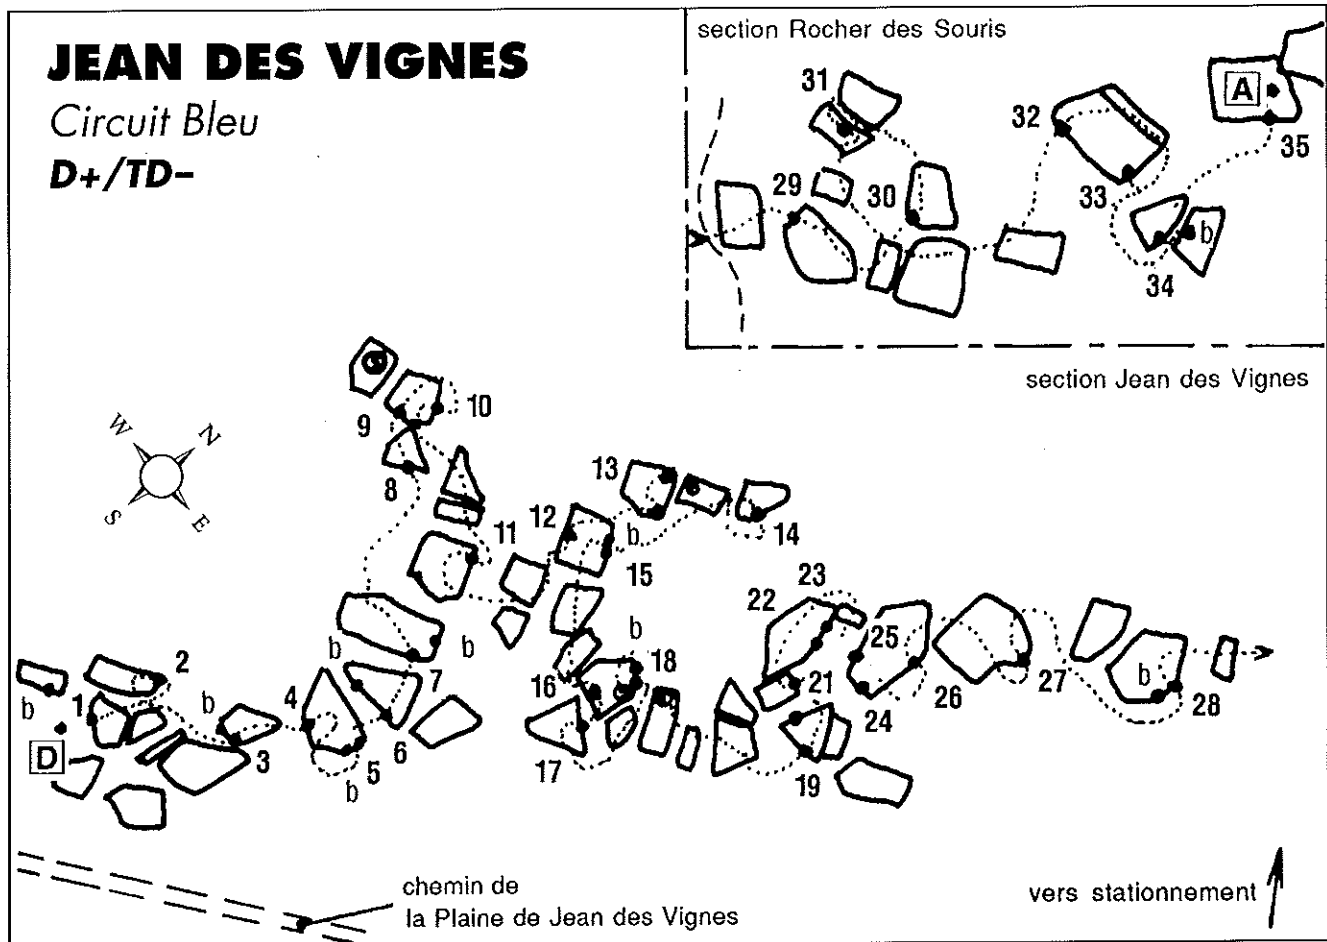 JEAN DES VIGNES
Circuit Bleu
D+/TD–
section Rocher des Souris
31
A
32
35
29
30
33
b
34
section Jean des Vignes
W
N
S
E
9
10
8
13
12
11
b
14
15
23
22
b
b
b
2
25
b
1
b
4
7
18
16
21
b
27
26
24
28
D
3
5
6
17
19
b
chemin de
la Plaine de Jean des Vignes
vers stationnement